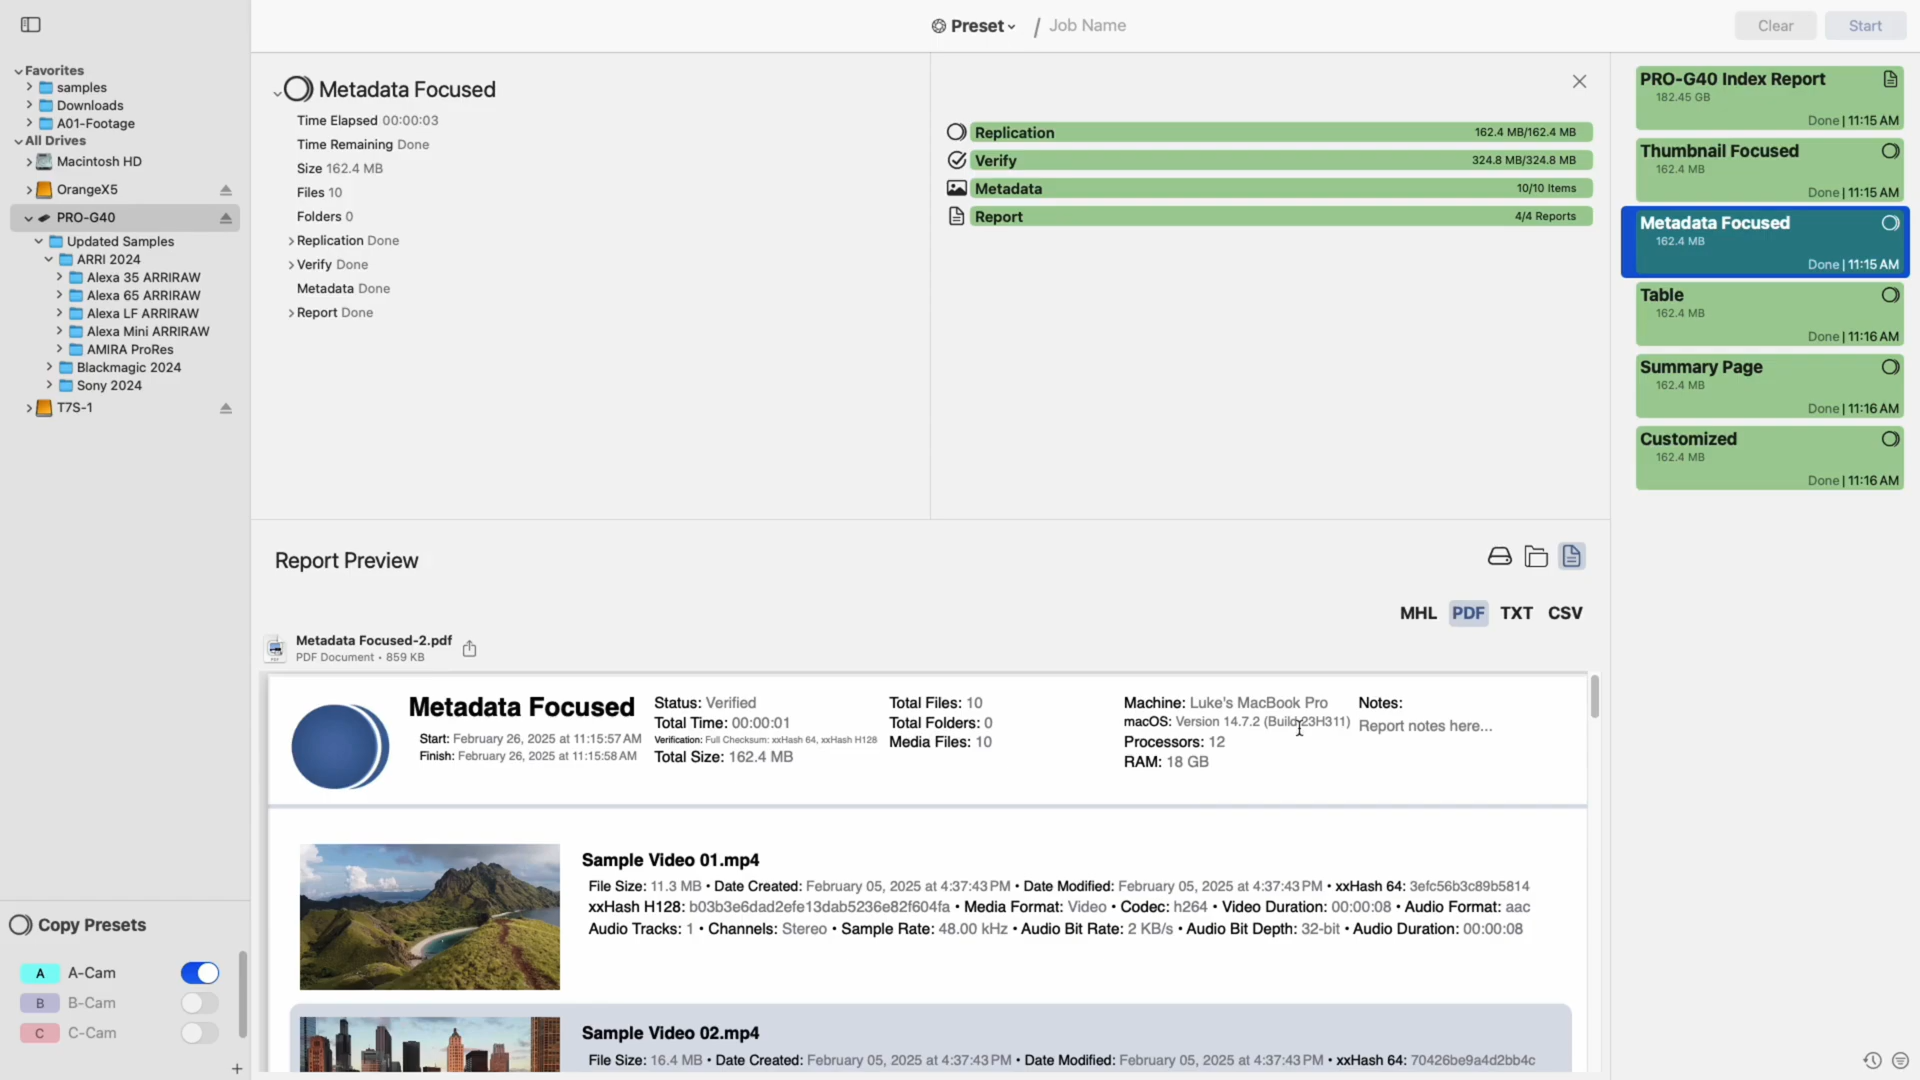 Preset / Job Name
Clear
Start
Favorites
samples
Downloads
A01-Footage
All Drives
Macintosh HD
OrangeX5
PRO-G40
Updated Samples
ARRI 2024
Alexa 35 ARRIRAW
Alexa 65 ARRIRAW
Alexa LF ARRIRAW
Alexa Mini ARRIRAW
AMIRA ProRes
Blackmagic 2024
Sony 2024
T7S-1
Copy Presets
A A-Cam
B B-Cam
C C-Cam
+
Metadata Focused
Time Elapsed 00:00:03
Time Remaining Done
Size 162.4 MB
Files 10
Folders 0
Replication Done
Verify Done
Metadata Done
Report Done
Replication 162.4 MB/162.4 MB
Verify 324.8 MB/324.8 MB
Metadata 10/10 Items
Report 4/4 Reports
PRO-G40 Index Report
182.45 GB
Done | 11:15 AM
Thumbnail Focused
162.4 MB
Done | 11:15 AM
Metadata Focused
162.4 MB
Done | 11:15 AM
Table
162.4 MB
Done | 11:16 AM
Summary Page
162.4 MB
Done | 11:16 AM
Customized
162.4 MB
Done | 11:16 AM
Report Preview
MHL PDF TXT CSV
Metadata Focused-2.pdf
PDF Document • 859 KB
PDF
Metadata Focused
Start: February 26, 2025 at 11:15:57 AM
Finish: February 26, 2025 at 11:15:58 AM
Status: Verified
Total Time: 00:00:01
Verification: Full Checksum: xxHash 64, xxHash H128
Total Size: 162.4 MB
Total Files: 10
Total Folders: 0
Media Files: 10
Machine: Luke's MacBook Pro
macOS: Version 14.7.2 (Build 23H311)
Processors: 12
RAM: 18 GB
Notes:
Report notes here...
Sample Video 01.mp4
File Size: 11.3 MB • Date Created: February 05, 2025 at 4:37:43 PM • Date Modified: February 05, 2025 at 4:37:43 PM • xxHash 64: 3efc56b3c89b5814
xxHash H128: b03b3e6dad2efe13dab5236e82f604fa • Media Format: Video • Codec: h264 • Video Duration: 00:00:08 • Audio Format: aac
Audio Tracks: 1 • Channels: Stereo • Sample Rate: 48.00 kHz • Audio Bit Rate: 2 KB/s • Audio Bit Depth: 32-bit • Audio Duration: 00:00:08
Sample Video 02.mp4
File Size: 16.4 MB • Date Created: February 05, 2025 at 4:37:43 PM • Date Modified: February 05, 2025 at 4:37:43 PM • xxHash 64: 70426be9a4d2bb4c